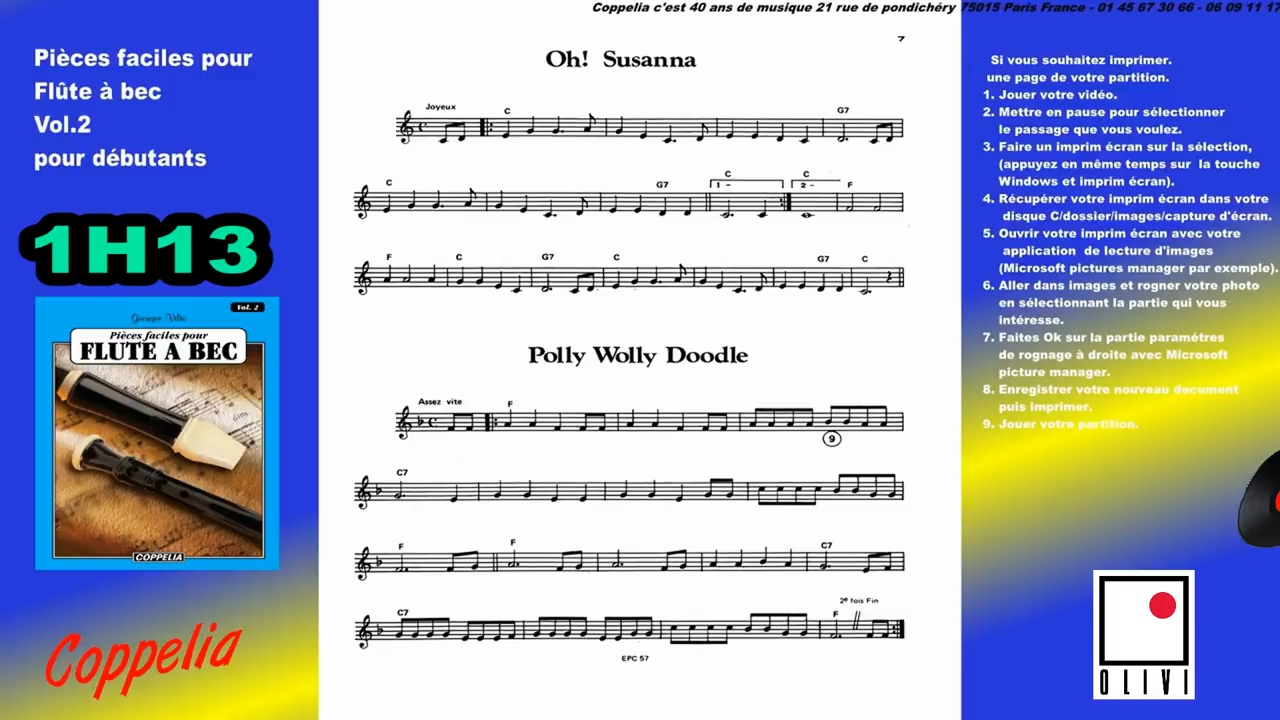 Coppelia c'est 40 ans de musique 21 rue de pondichéry 75015 Paris France - 01 45 67 30 66 - 06 09 11 17
Pièces faciles pour
Flûte à bec
Vol.2
pour débutants
1H13
Vol. 2
Pièces faciles pour
FLUTE A BEC
COPPELIA
Coppelia
7
Oh! Susanna
Joyeux
C G7
C G7 1 - C 2 - C F
F C G7 C G7 C
Polly Wolly Doodle
Assez vite
F
9
C7
F F C7
C7 F 2e fois Fin
EPC 57
Si vous souhaitez imprimer.
une page de votre partition.
1. Jouer votre vidéo.
2. Mettre en pause pour sélectionner
le passage que vous voulez.
3. Faire un imprim écran sur la sélection,
(appuyez en même temps sur la touche
Windows et imprim écran).
4. Récupérer votre imprim écran dans votre
disque C/dossier/images/capture d'écran.
5. Ouvrir votre imprim écran avec votre
application de lecture d'images
(Microsoft pictures manager par exemple).
6. Aller dans images et rogner votre photo
en sélectionnant la partie qui vous
intéresse.
7. Faites Ok sur la partie paramétres
de rognage à droite avec Microsoft
picture manager.
8. Enregistrer votre nouveau document
puis imprimer.
9. Jouer votre partition.
OLIVI